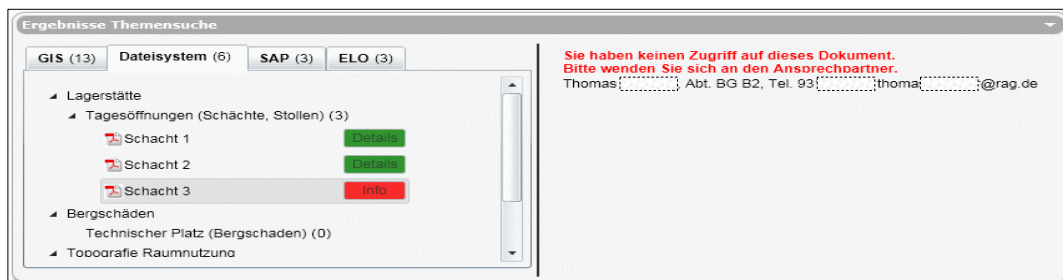 Ergebnisse Themensuche
GIS (13) Dateisystem (6) SAP (3) ELO (3)
Lagerstätte
Tagesöffnungen (Schächte, Stollen) (3)
Schacht 1 Details
Schacht 2 Details
Schacht 3 Info
Bergschäden
Technischer Platz (Bergschaden) (0)
Topografie Raumnutzung
Sie haben keinen Zugriff auf dieses Dokument.
Bitte wenden Sie sich an den Ansprechpartner.
Thomas , Abt. BG B2, Tel. 93 thoma @rag.de